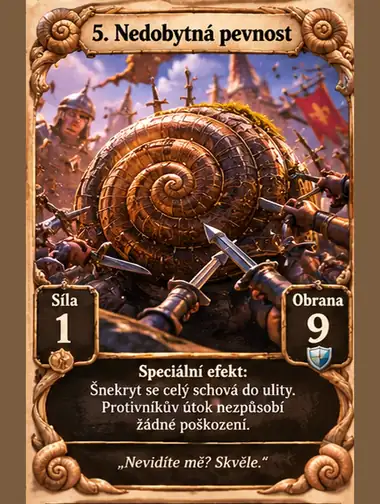 5. Nedobytná pevnost
Síla
1
Obrana
9
Speciální efekt:
Šnekryt se celý schová do ulity.
Protivníkův útok nezpůsobí
žádné poškození.
„Nevidíte mě? Skvěle.“